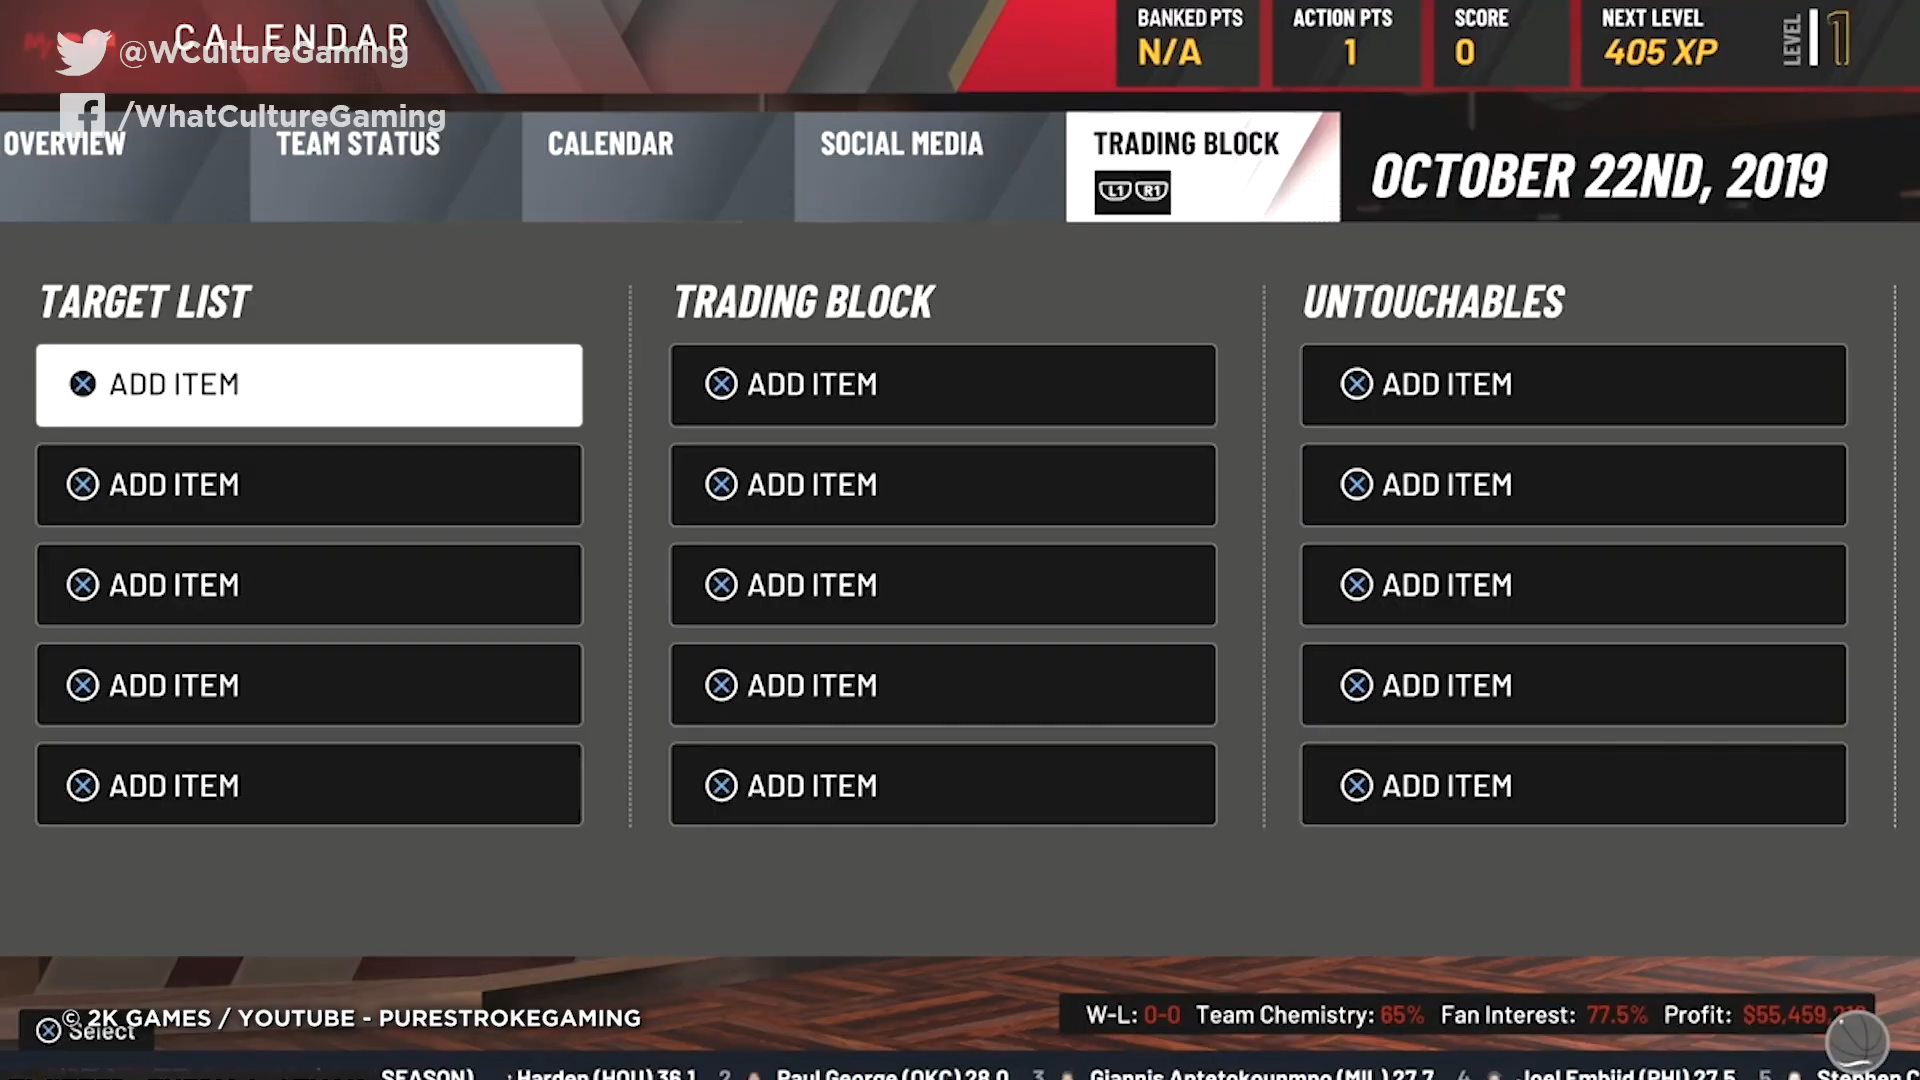 CALENDAR
@WCultureGaming
/WhatCultureGaming
BANKED PTS
N/A
ACTION PTS
1
SCORE
0
NEXT LEVEL
405 XP
LEVEL 1
OVERVIEW
TEAM STATUS
CALENDAR
SOCIAL MEDIA
TRADING BLOCK
L1 R1
OCTOBER 22ND, 2019
TARGET LIST
ADD ITEM
ADD ITEM
ADD ITEM
ADD ITEM
ADD ITEM
TRADING BLOCK
ADD ITEM
ADD ITEM
ADD ITEM
ADD ITEM
ADD ITEM
UNTOUCHABLES
ADD ITEM
ADD ITEM
ADD ITEM
ADD ITEM
ADD ITEM
© 2K GAMES / YOUTUBE - PURESTROKEGAMING
Select
W-L: 0-0 Team Chemistry: 65% Fan Interest: 77.5% Profit: $55,459,
SEASON) Harden (HOU) 36.1 2 Paul George (OKC) 28.0 3 Giannis Antetokounmpo (MIL) 27.7 4 Joel Embiid (PHI) 27.5 5 Stephen C